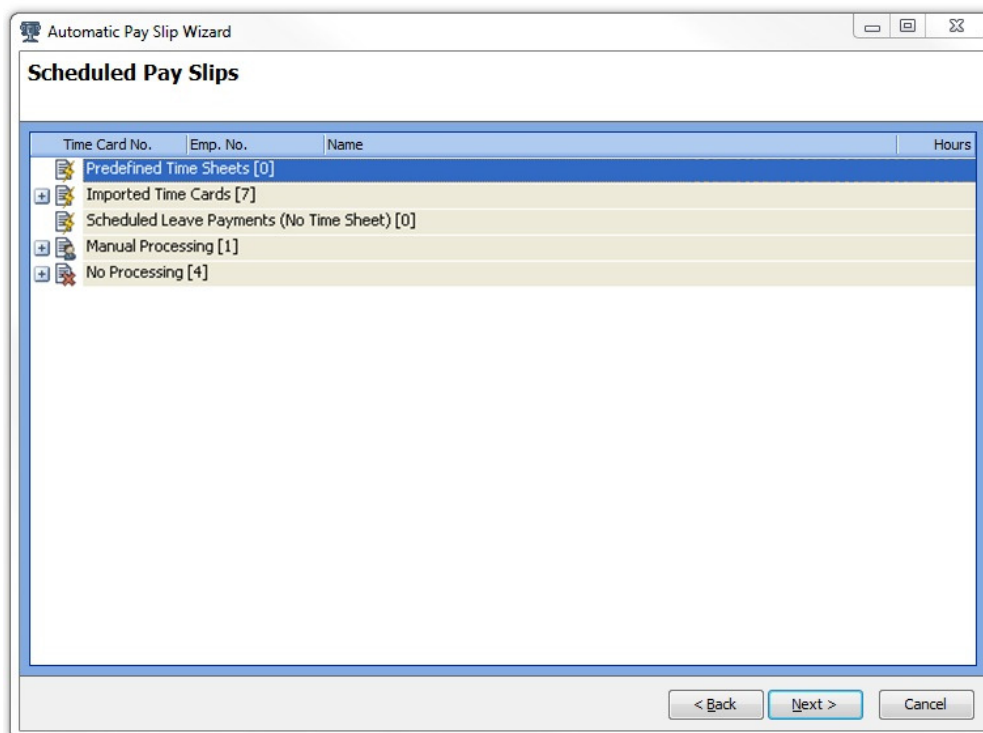 Automatic Pay Slip Wizard
Scheduled Pay Slips
Time Card No. Emp. No. Name Hours
Predefined Time Sheets [0]
Imported Time Cards [7]
Scheduled Leave Payments (No Time Sheet) [0]
Manual Processing [1]
No Processing [4]
< Back Next > Cancel